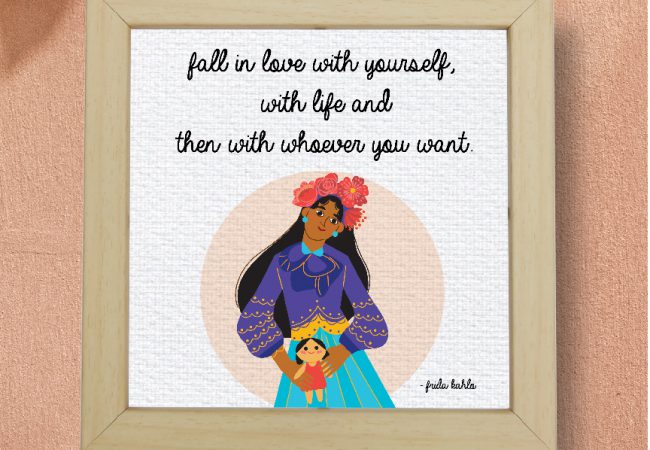 fall in love with yourself,
with life and
then with whoever you want.
- frida kahlo